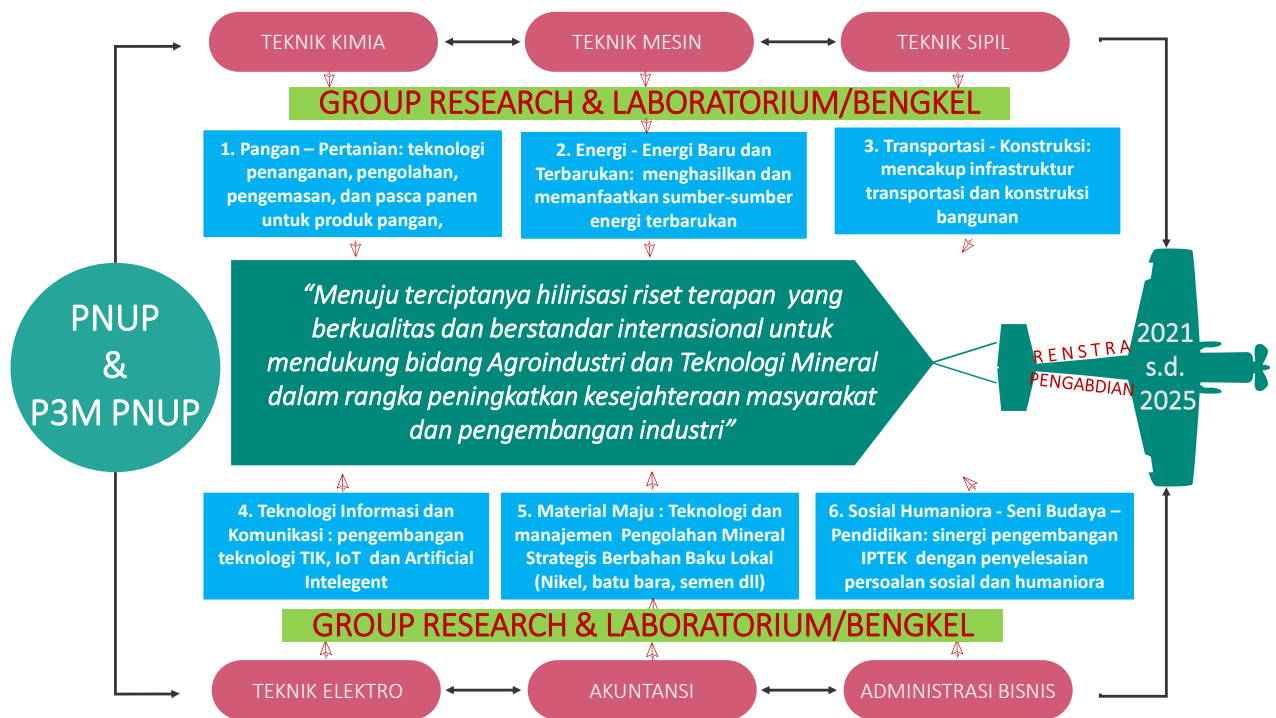 TEKNIK KIMIA
TEKNIK MESIN
TEKNIK SIPIL
GROUP RESEARCH & LABORATORIUM/BENGKEL
1. Pangan – Pertanian: teknologi
penanganan, pengolahan,
pengemasan, dan pasca panen
untuk produk pangan,
2. Energi - Energi Baru dan
Terbarukan: menghasilkan dan
memanfaatkan sumber-sumber
energi terbarukan
3. Transportasi - Konstruksi:
mencakup infrastruktur
transportasi dan konstruksi
bangunan
PNUP
&
P3M PNUP
“Menuju terciptanya hilirisasi riset terapan yang
berkualitas dan berstandar internasional untuk
mendukung bidang Agroindustri dan Teknologi Mineral
dalam rangka peningkatkan kesejahteraan masyarakat
dan pengembangan industri”
RENSTRA
PENGABDIAN
2021
s.d.
2025
4. Teknologi Informasi dan
Komunikasi : pengembangan
teknologi TIK, IoT dan Artificial
Intelegent
5. Material Maju : Teknologi dan
manajemen Pengolahan Mineral
Strategis Berbahan Baku Lokal
(Nikel, batu bara, semen dll)
6. Sosial Humaniora - Seni Budaya –
Pendidikan: sinergi pengembangan
IPTEK dengan penyelesaian
persoalan sosial dan humaniora
GROUP RESEARCH & LABORATORIUM/BENGKEL
TEKNIK ELEKTRO
AKUNTANSI
ADMINISTRASI BISNIS